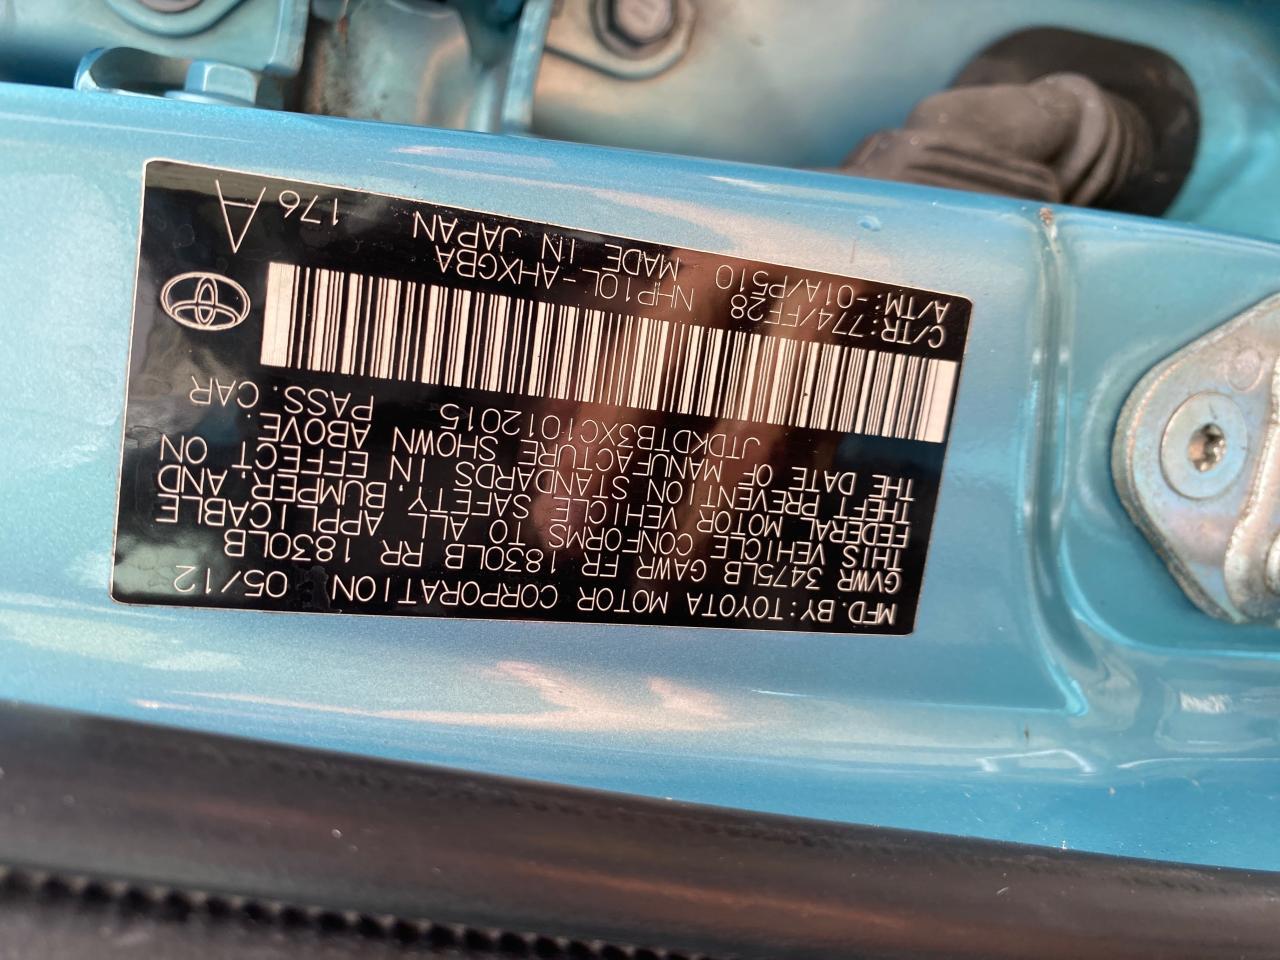 MFD.BY:TOYOTA MOTOR CORPORATION 05/12
GVWR 3475LB GAWR FR 1830LB RR 1830LB
THIS VEHICLE CONFORMS TO ALL APPLICABLE
FEDERAL MOTOR VEHICLE SAFETY, BUMPER, AND
THEFT PREVENTION STANDARDS IN EFFECT ON
THE DATE OF MANUFACTURE SHOWN ABOVE.
JTDKDTB3XC1012015 PASS. CAR
C/TR:774/FF28 NHP10L-AHXGBA
A/TM:-01A/P510 MADE IN JAPAN 176 A